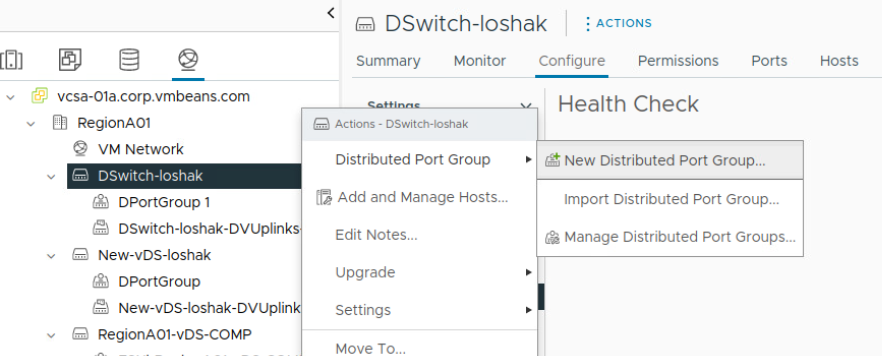 DSwitch-loshak
ACTIONS
Summary
Monitor
Configure
Permissions
Ports
Hosts
vcsa-01a.corp.vmbeans.com
RegionA01
VM Network
DSwitch-loshak
DPortGroup 1
DSwitch-loshak-DVUplinks-
New-vDS-loshak
DPortGroup
New-vDS-loshak-DVUplink
RegionA01-vDS-COMP
Settings
Health Check
Actions - DSwitch-loshak
Distributed Port Group
Add and Manage Hosts...
Edit Notes...
Upgrade
Settings
Move To...
New Distributed Port Group...
Import Distributed Port Group...
Manage Distributed Port Groups...